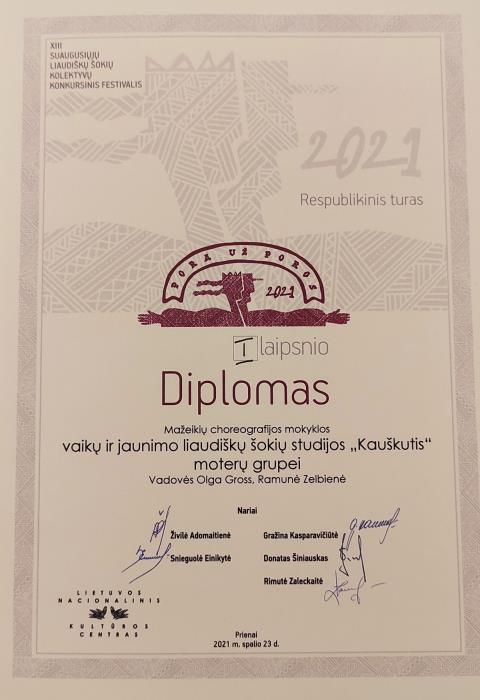 XIII
SUAUGUSIŲJŲ
LIAUDIŠKŲ ŠOKIŲ
KOLEKTYVŲ
KONKURSINIS FESTIVALIS
2021
Respublikinis turas
PORA UŽ POROS
2021
I laipsnio
Diplomas
Mažeikių choreografijos mokyklos
vaikų ir jaunimo liaudiškų šokių studijos „Kauškutis“
moterų grupei
Vadovės Olga Gross, Ramunė Zelbienė
Nariai
Živilė Adomaitienė
Snieguolė Einikytė
Gražina Kasparavičiūtė
Donatas Šiniauskas
Rimutė Zaleckaitė
LIETUVOS
NACIONALINIS
KULTŪROS
CENTRAS
Prienai
2021 m. spalio 23 d.